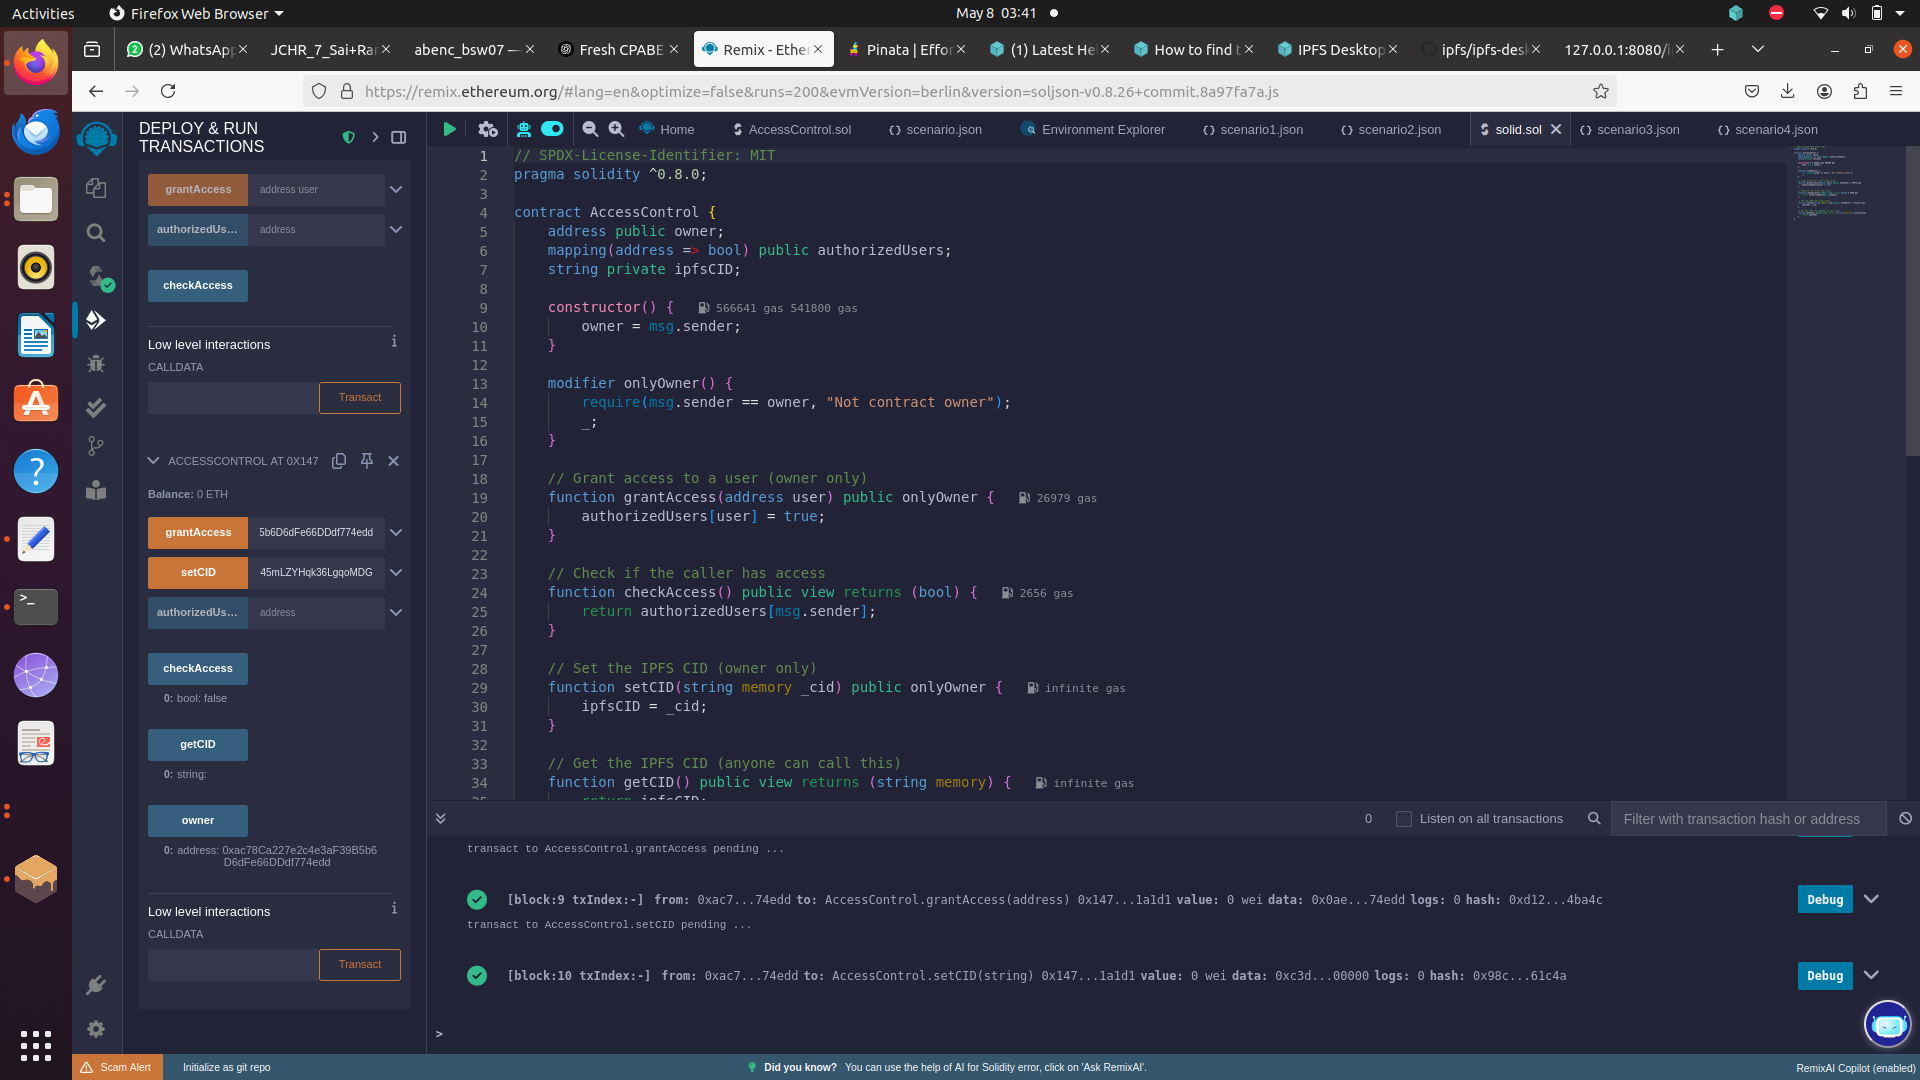 Activities
Firefox Web Browser
May 8 03:41
(2) WhatsApp
JCHR_7_Sai+Ra
abenc_bsw07 —
Fresh CPABE
Remix - Ether
Pinata | Effor
(1) Latest He
How to find t
IPFS Desktop
ipfs/ipfs-desk
127.0.0.1:8080/i
https://remix.ethereum.org/#lang=en&optimize=false&runs=200&evmVersion=berlin&version=soljson-v0.8.26+commit.8a97fa7a.js
DEPLOY & RUN
TRANSACTIONS
grantAccess
address user
authorizedUs...
address
checkAccess
Low level interactions
CALLDATA
Transact
ACCESSCONTROL AT 0X147
Balance: 0 ETH
grantAccess
5b6D6dFe66DDdf774edd
setCID
45mLZYHqk36LgqoMDG
authorizedUs...
address
checkAccess
0: bool: false
getCID
0: string:
owner
0: address: 0xac78Ca227e2c4e3aF39B5b6
D6dFe66DDdf774edd
Low level interactions
CALLDATA
Transact
Home
AccessControl.sol
scenario.json
Environment Explorer
scenario1.json
scenario2.json
solid.sol
scenario3.json
scenario4.json
1 // SPDX-License-Identifier: MIT
2 pragma solidity ^0.8.0;
3
4 contract AccessControl {
5 address public owner;
6 mapping(address => bool) public authorizedUsers;
7 string private ipfsCID;
8
9 constructor() { 566641 gas 541800 gas
10 owner = msg.sender;
11 }
12
13 modifier onlyOwner() {
14 require(msg.sender == owner, "Not contract owner");
15 _;
16 }
17
18 // Grant access to a user (owner only)
19 function grantAccess(address user) public onlyOwner { 26979 gas
20 authorizedUsers[user] = true;
21 }
22
23 // Check if the caller has access
24 function checkAccess() public view returns (bool) { 2656 gas
25 return authorizedUsers[msg.sender];
26 }
27
28 // Set the IPFS CID (owner only)
29 function setCID(string memory _cid) public onlyOwner { infinite gas
30 ipfsCID = _cid;
31 }
32
33 // Get the IPFS CID (anyone can call this)
34 function getCID() public view returns (string memory) { infinite gas
35 return ipfsCID;
0
Listen on all transactions
Filter with transaction hash or address
transact to AccessControl.grantAccess pending ...
[block:9 txIndex:-] from: 0xac7...74edd to: AccessControl.grantAccess(address) 0x147...1a1d1 value: 0 wei data: 0x0ae...74edd logs: 0 hash: 0xd12...4ba4c
Debug
transact to AccessControl.setCID pending ...
[block:10 txIndex:-] from: 0xac7...74edd to: AccessControl.setCID(string) 0x147...1a1d1 value: 0 wei data: 0xc3d...00000 logs: 0 hash: 0x98c...61c4a
Debug
>
Scam Alert
Initialize as git repo
Did you know? You can use the help of AI for Solidity error, click on 'Ask RemixAI'.
RemixAI Copilot (enabled)